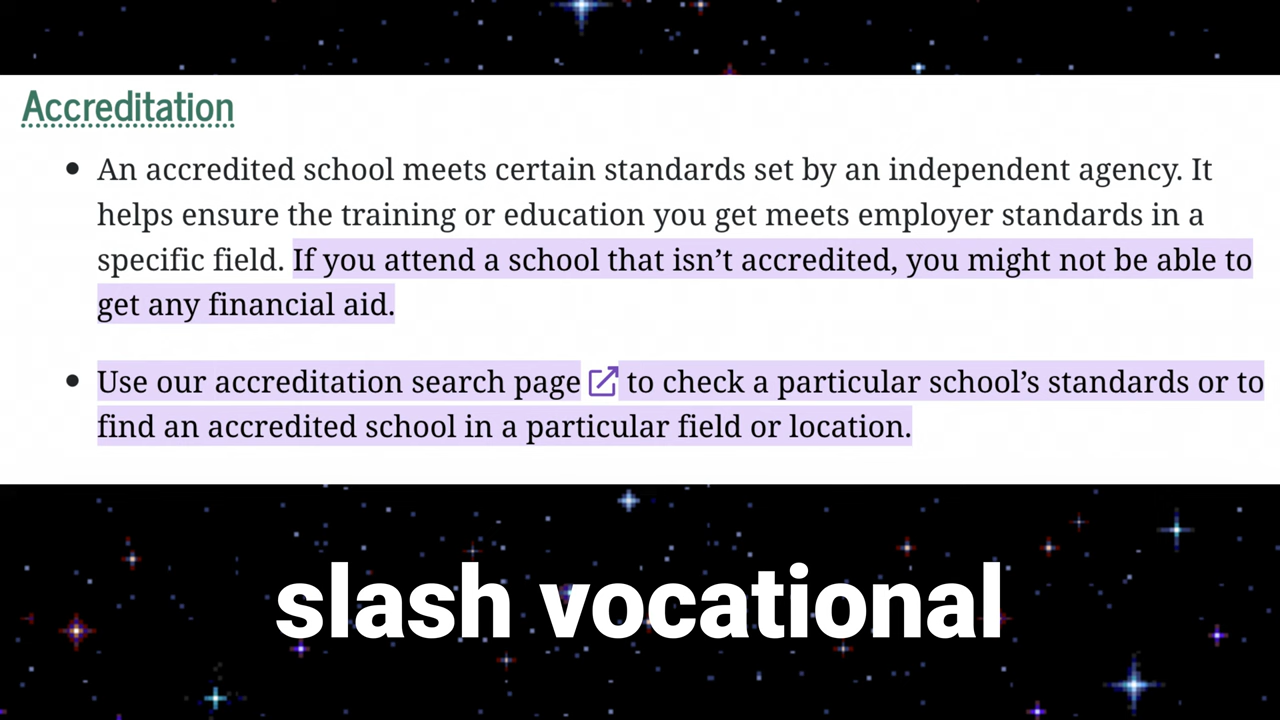 Accreditation
• An accredited school meets certain standards set by an independent agency. It
helps ensure the training or education you get meets employer standards in a
specific field. If you attend a school that isn’t accredited, you might not be able to
get any financial aid.
• Use our accreditation search page to check a particular school’s standards or to
find an accredited school in a particular field or location.
slash vocational